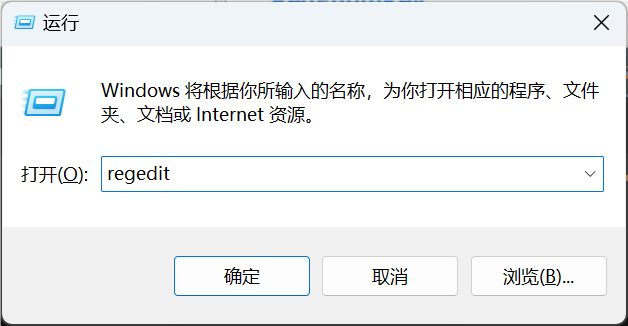 运行
Windows 将根据你所输入的名称，为你打开相应的程序、文件
夹、文档或 Internet 资源。
打开(O): regedit
确定 取消 浏览(B)...